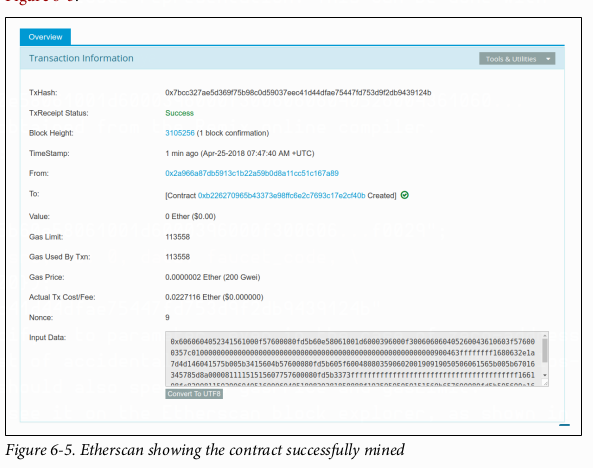 Overview
Transaction Information
Tools & Utilities
TxHash: 0x7bcc327ae5d369f75b98c0d59037eec41d44dfae75447fd753d9f2db9439124b
TxReceipt Status: Success
Block Height: 3105256 (1 block confirmation)
TimeStamp: 1 min ago (Apr-25-2018 07:47:40 AM +UTC)
From: 0x2a966a87db5913c1b22a59b0d8a11cc51c167a89
To: [Contract 0xb226270965b43373e98ffc6e2c7693c17e2cf40b Created]
Value: 0 Ether ($0.00)
Gas Limit: 113558
Gas Used By Txn: 113558
Gas Price: 0.0000002 Ether (200 Gwei)
Actual Tx Cost/Fee: 0.0227116 Ether ($0.000000)
Nonce: 9
Input Data:
Convert To UTF8
Figure 6-5. Etherscan showing the contract successfully mined